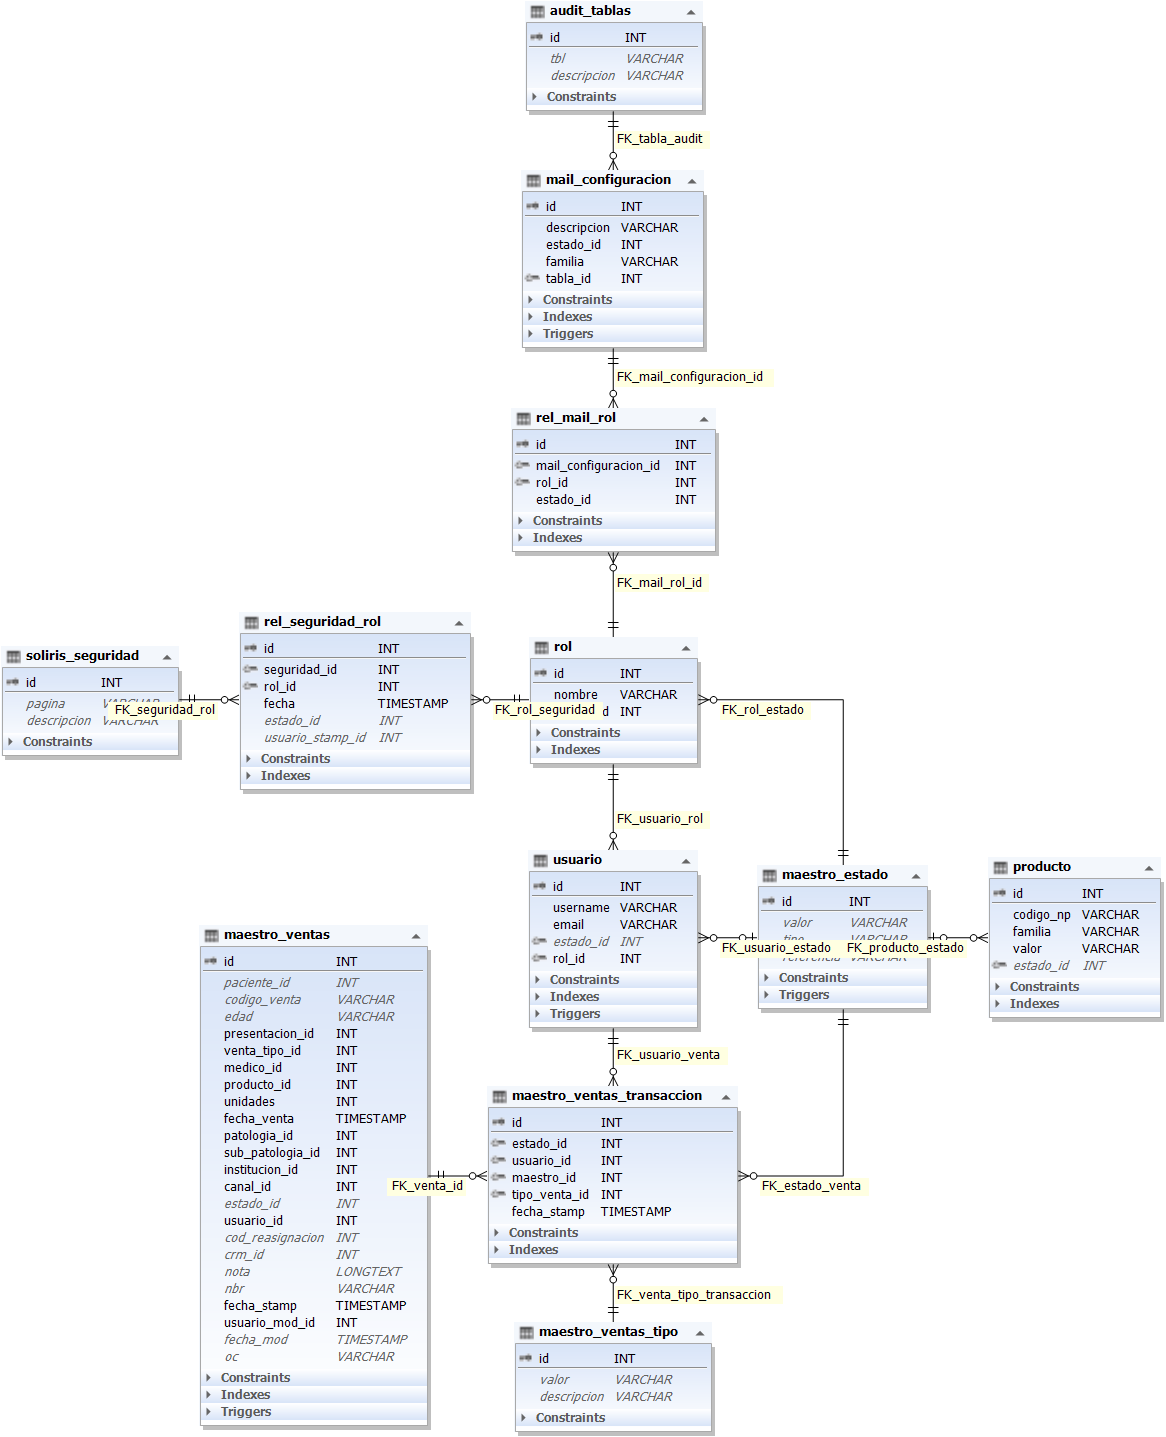 audit_tablas
id INT
tbl VARCHAR
descripcion VARCHAR
Constraints
FK_tabla_audit
mail_configuracion
id INT
descripcion VARCHAR
estado_id INT
familia VARCHAR
tabla_id INT
Constraints
Indexes
Triggers
FK_mail_configuracion_id
rel_mail_rol
id INT
mail_configuracion_id INT
rol_id INT
estado_id INT
Constraints
Indexes
FK_mail_rol_id
soliris_seguridad
id INT
pagina VARCHAR
descripcion VARCHAR
Constraints
FK_seguridad_rol
rel_seguridad_rol
id INT
seguridad_id INT
rol_id INT
fecha TIMESTAMP
estado_id INT
usuario_stamp_id INT
Constraints
Indexes
FK_rol_seguridad
rol
id INT
nombre VARCHAR
d INT
Constraints
Indexes
FK_rol_estado
FK_usuario_rol
usuario
id INT
username VARCHAR
email VARCHAR
estado_id INT
rol_id INT
Constraints
Indexes
Triggers
FK_usuario_estado
maestro_estado
id INT
valor VARCHAR
tipo VARCHAR
referencia VARCHAR
Constraints
Triggers
FK_producto_estado
producto
id INT
codigo_np VARCHAR
familia VARCHAR
valor VARCHAR
estado_id INT
Constraints
Indexes
FK_usuario_venta
maestro_ventas
id INT
paciente_id INT
codigo_venta VARCHAR
edad VARCHAR
presentacion_id INT
venta_tipo_id INT
medico_id INT
producto_id INT
unidades INT
fecha_venta TIMESTAMP
patologia_id INT
sub_patologia_id INT
institucion_id INT
canal_id INT
estado_id INT
usuario_id INT
cod_reasignacion INT
crm_id INT
nota LONGTEXT
nbr VARCHAR
fecha_stamp TIMESTAMP
usuario_mod_id INT
fecha_mod TIMESTAMP
oc VARCHAR
Constraints
Indexes
Triggers
FK_venta_id
maestro_ventas_transaccion
id INT
estado_id INT
usuario_id INT
maestro_id INT
tipo_venta_id INT
fecha_stamp TIMESTAMP
Constraints
Indexes
FK_estado_venta
FK_venta_tipo_transaccion
maestro_ventas_tipo
id INT
valor VARCHAR
descripcion VARCHAR
Constraints